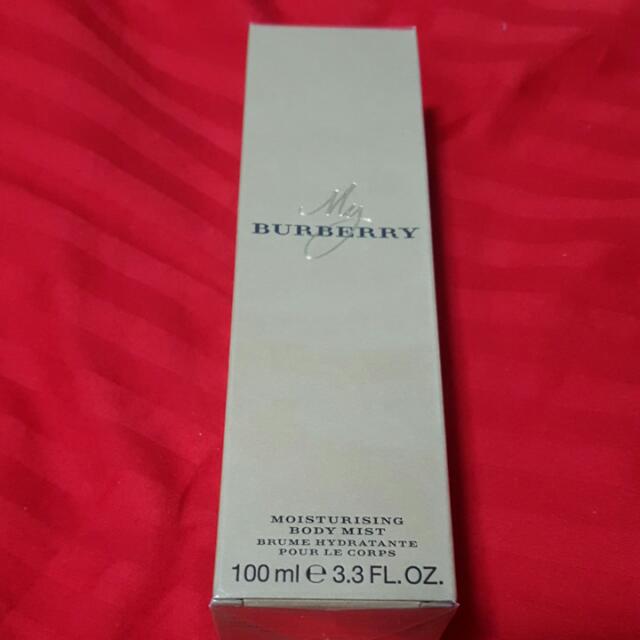 My
BURBERRY
MOISTURISING
BODY MIST
BRUME HYDRATANTE
POUR LE CORPS
100 ml ℮ 3.3 FL. OZ.